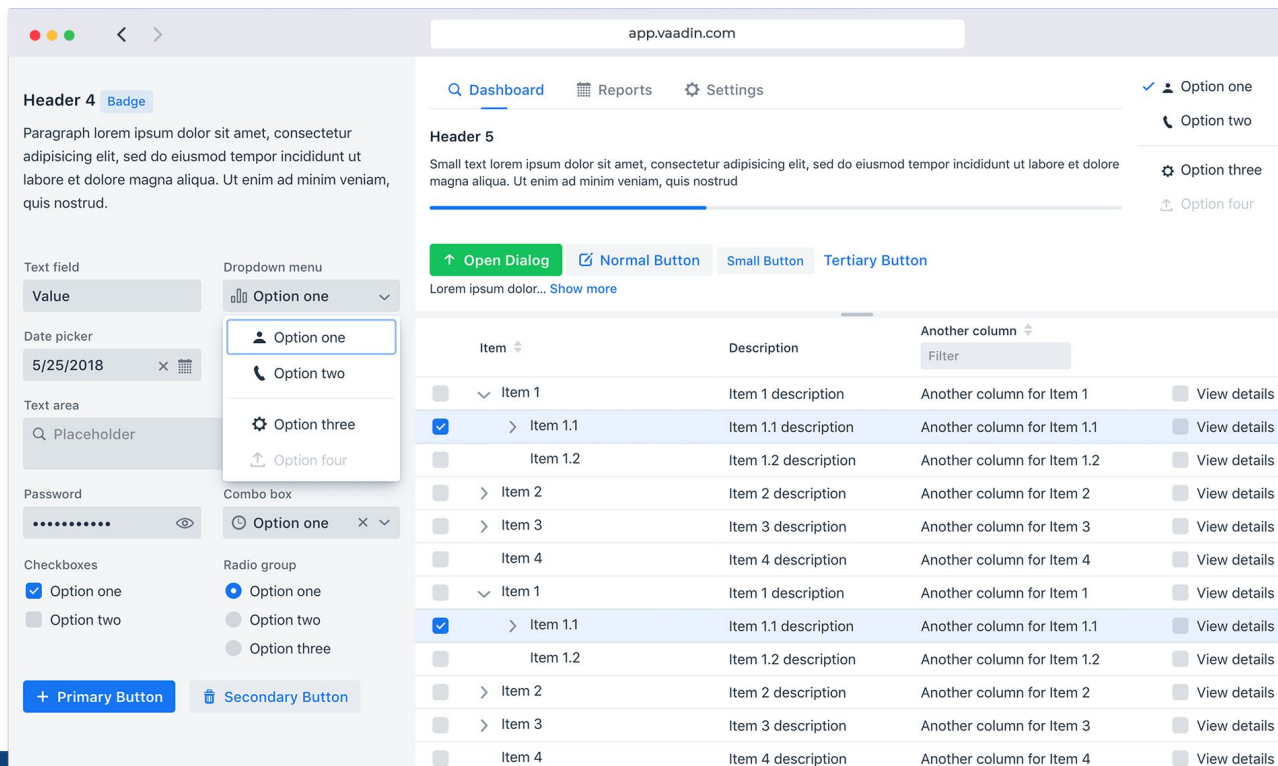 app.vaadin.com
Header 4 Badge
Paragraph lorem ipsum dolor sit amet, consectetur
adipisicing elit, sed do eiusmod tempor incididunt ut
labore et dolore magna aliqua. Ut enim ad minim veniam,
quis nostrud.
Text field
Value
Dropdown menu
Option one
Option one
Option two
Option three
Option four
Date picker
5/25/2018
Text area
Placeholder
Password
Combo box
Option one
Checkboxes
Option one
Option two
Radio group
Option one
Option two
Option three
Primary Button
Secondary Button
Dashboard Reports Settings
Header 5
Small text lorem ipsum dolor sit amet, consectetur adipisicing elit, sed do eiusmod tempor incididunt ut labore et dolore
magna aliqua. Ut enim ad minim veniam, quis nostrud
Option one
Option two
Option three
Option four
Open Dialog Normal Button Small Button Tertiary Button
Lorem ipsum dolor... Show more
Item Description Another column
Filter
Item 1 Item 1 description Another column for Item 1 View details
Item 1.1 Item 1.1 description Another column for Item 1.1 View details
Item 1.2 Item 1.2 description Another column for Item 1.2 View details
Item 2 Item 2 description Another column for Item 2 View details
Item 3 Item 3 description Another column for Item 3 View details
Item 4 Item 4 description Another column for Item 4 View details
Item 1 Item 1 description Another column for Item 1 View details
Item 1.1 Item 1.1 description Another column for Item 1.1 View details
Item 1.2 Item 1.2 description Another column for Item 1.2 View details
Item 2 Item 2 description Another column for Item 2 View details
Item 3 Item 3 description Another column for Item 3 View details
Item 4 Item 4 description Another column for Item 4 View details